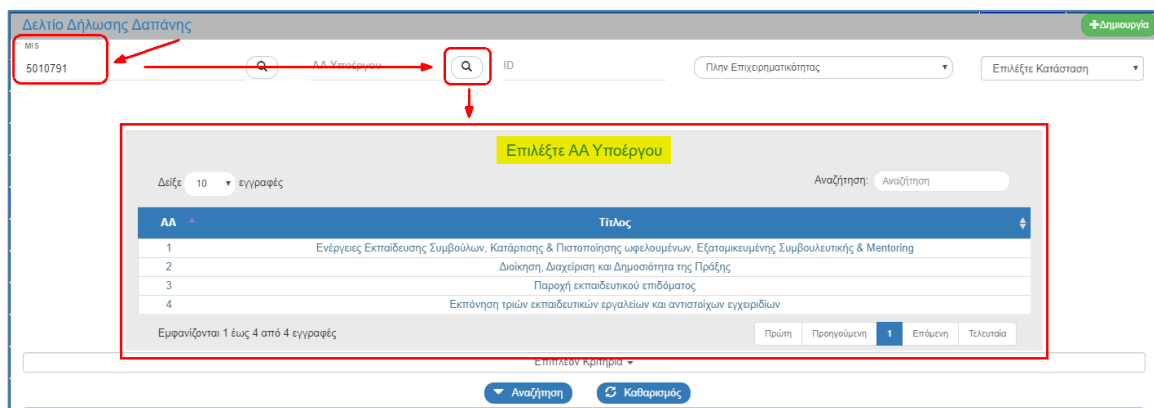 Δελτίο Δήλωσης Δαπάνης
Δημιουργία
MIS
5010791
ΑΑ Υποέργου
ID
Πλην Επιχειρηματικότητας
Επιλέξτε Κατάσταση
Επιλέξτε ΑΑ Υποέργου
Δείξε 10 εγγραφές
Αναζήτηση: Αναζήτηση
ΑΑ Τίτλος
1 Ενέργειες Εκπαίδευσης Συμβούλων, Κατάρτισης & Πιστοποίησης ωφελουμένων, Εξατομικευμένης Συμβουλευτικής & Mentoring
2 Διοίκηση, Διαχείριση και Δημοσιότητα της Πράξης
3 Παροχή εκπαιδευτικού επιδόματος
4 Εκπόνηση τριών εκπαιδευτικών εργαλείων και αντιστοίχων εγχειριδίων
Εμφανίζονται 1 έως 4 από 4 εγγραφές
Πρώτη Προηγούμενη 1 Επόμενη Τελευταία
Επιπλέον Κριτήρια
Αναζήτηση Καθαρισμός